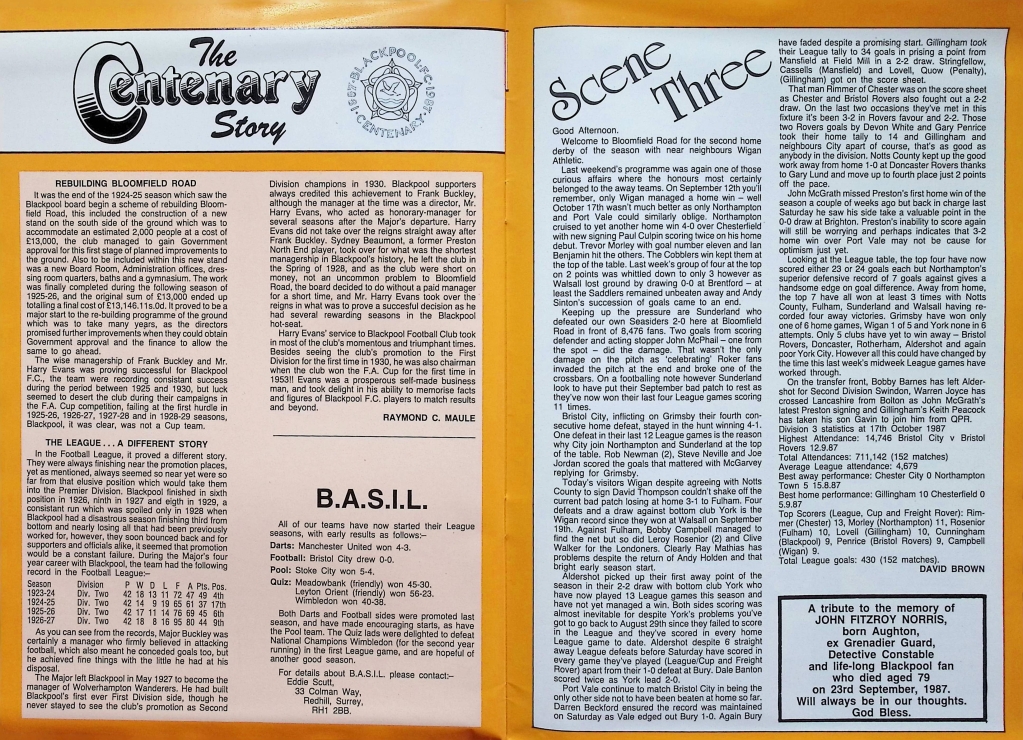 The
Centenary
Story
BLACKPOOL F.C.
1887 1987
CENTENARY
REBUILDING BLOOMFIELD ROAD
It was the end of the 1924-25 season which saw the
Blackpool board begin a scheme of rebuilding Bloom-
field Road, this included the construction of a new
stand on the south side of the ground which was to
accommodate an estimated 2,000 people at a cost of
£13,000, the club managed to gain Government
approval for this first stage of planned improvements to
the ground. Also to be included within this new stand
was a new Board Room, Administration offices, dres-
sing room quarters, baths and a gymnasium. The work
was finally completed during the following season of
1925-26, and the original sum of £13,000 ended up
totalling a final cost of £13,146.11s.0d. It proved to be a
major start to the re-building programme of the ground
which was to take many years, as the directors
promised further improvements when they could obtain
Government approval and the finance to allow the
same to go ahead.
The wise management of Frank Buckley and Mr.
Harry Evans was proving successful for Blackpool
F.C., the team were recording consistant success
during the period between 1925 and 1930, but luck
seemed to desert the club during their campaigns in
the F.A. Cup competition, failing at the first hurdle in
1925-26, 1926-27, 1927-28 and in 1928-29 seasons,
Blackpool, it was clear, was not a Cup team.
THE LEAGUE . . . A DIFFERENT STORY
In the Football League, it proved a different story.
They were always finishing near the promotion places,
yet as mentioned, always seemed so near yet were so
far from that elusive position which would take them
into the Premier Division. Blackpool finished in sixth
position in 1926, ninth in 1927 and eigth in 1929, a
consistant run which was spoiled only in 1928 when
Blackpool had a disastrous season finishing third from
bottom and nearly losing all that had been previously
worked for, however, they soon bounced back and for
supporters and officials alike, it seemed that promotion
would be a constant failure. During the Major's four
year career with Blackpool, the team had the following
record in the Football League:–
Season Division P W D L F A Pts. Pos.
1923-24 Div. Two 42 18 13 11 72 47 49 4th
1924-25 Div. Two 42 14 9 19 65 61 37 17th
1925-26 Div. Two 42 17 11 14 76 69 45 6th
1926-27 Div. Two 42 18 8 16 95 80 44 9th
As you can see from the records, Major Buckley was
certainly a manager who firmly believed in attacking
football, which also meant he conceded goals too, but
he achieved fine things with the little he had at his
disposal.
The Major left Blackpool in May 1927 to become the
manager of Wolverhampton Wanderers. He had built
Blackpool's first ever First Division side, though he
never stayed to see the club's promotion as Second
Division champions in 1930. Blackpool supporters
always credited this achievement to Frank Buckley,
although the manager at the time was a director, Mr.
Harry Evans, who acted as honorary-manager for
several seasons after the Major's departure. Harry
Evans did not take over the reigns straight away after
Frank Buckley. Sydney Beaumont, a former Preston
North End player, took over for what was the shortest
managership in Blackpool's history, he left the club in
the Spring of 1928, and as the club were short on
money, not an uncommon problem to Bloomfield
Road, the board decided to do without a paid manager
for a short time, and Mr. Harry Evans took over the
reigns in what was to prove a succesful decision as he
had several rewarding seasons in the Blackpool
hot-seat.
Harry Evans' service to Blackpool Football Club took
in most of the club's momentous and triumphant times.
Besides seeing the club's promotion to the First
Division for the first time in 1930, he was also chairman
when the club won the F.A. Cup for the first time in
1953!! Evans was a prosperous self-made business
man, and took delight in his ability to memorise facts
and figures of Blackpool F.C. players to match results
and beyond.
RAYMOND C. MAULE
B.A.S.I.L.
All of our teams have now started their League
seasons, with early results as follows:–
Darts: Manchester United won 4-3.
Football: Bristol City drew 0-0.
Pool: Stoke City won 5-4.
Quiz: Meadowbank (friendly) won 45-30.
Leyton Orient (friendly) won 56-23.
Wimbledon won 40-38.
Both Darts and Football sides were promoted last
season, and have made encouraging starts, as have
the Pool team. The Quiz lads were delighted to defeat
National Champions Wimbledon (for the second year
running) in the first League game, and are hopeful of
another good season.
For details about B.A.S.I.L. please contact:–
Eddie Scutt,
33 Colman Way,
Redhill, Surrey,
RH1 2BB.
Scene
Three
Good Afternoon.
Welcome to Bloomfield Road for the second home
derby of the season with near neighbours Wigan
Athletic.
Last weekend's programme was again one of those
curious affairs where the honours most certainly
belonged to the away teams. On September 12th you'll
remember, only Wigan managed a home win – well
October 17th wasn't much better as only Northampton
and Port Vale could similarly oblige. Northampton
cruised to yet another home win 4-0 over Chesterfield
with new signing Paul Culpin scoring twice on his home
debut. Trevor Morley with goal number eleven and Ian
Benjamin hit the others. The Cobblers win kept them at
the top of the table. Last week's group of four at the top
on 2 points was whittled down to only 3 however as
Walsall lost ground by drawing 0-0 at Brentford – at
least the Saddlers remained unbeaten away and Andy
Sinton's succession of goals came to an end.
Keeping up the pressure are Sunderland who
defeated our own Seasiders 2-0 here at Bloomfield
Road in front of 8,476 fans. Two goals from scoring
defender and acting stopper John McPhail – one from
the spot – did the damage. That wasn't the only
damage on the pitch as 'celebrating' Roker fans
invaded the pitch at the end and broke one of the
crossbars. On a footballing note however Sunderland
look to have put their September bad patch to rest as
they've now won their last four League games scoring
11 times.
Bristol City, inflicting on Grimsby their fourth con-
secutive home defeat, stayed in the hunt winning 4-1.
One defeat in their last 12 League games is the reason
why City join Northampton and Sunderland at the top
of the table. Rob Newman (2), Steve Neville and Joe
Jordan scored the goals that mattered with McGarvey
replying for Grimsby.
Today's visitors Wigan despite agreeing with Notts
County to sign David Thompson couldn't shake off the
current bad patch losing at home 3-1 to Fulham. Four
defeats and a draw against bottom club York is the
Wigan record since they won at Walsall on September
19th. Against Fulham, Bobby Campbell managed to
find the net but so did Leroy Rosenior (2) and Clive
Walker for the Londoners. Clearly Ray Mathias has
problems despite the return of Andy Holden and that
bright early season start.
Aldershot picked up their first away point of the
season in their 2-2 draw with bottom club York who
have now played 13 League games this season and
have not yet managed a win. Both sides scoring was
almost inevitable for despite York's problems you've
got to go back to August 29th since they failed to score
in the League and they've scored in every home
League game to date. Aldershot despite 6 straight
away League defeats before Saturday have scored in
every game they've played (League/Cup and Freight
Rover) apart from their 1-0 defeat at Bury. Dale Banton
scored twice as York lead 2-0.
Port Vale continue to match Bristol City in being the
only other side not to have been beaten at home so far.
Darren Beckford ensured the record was maintained
on Saturday as Vale edged out Bury 1-0. Again Bury
have faded despite a promising start. Gillingham took
their League tally to 34 goals in prising a point from
Mansfield at Field Mill in a 2-2 draw. Stringfellow,
Cassells (Mansfield) and Lovell, Quow (Penalty),
(Gillingham) got on the score sheet.
That man Rimmer of Chester was on the score sheet
as Chester and Bristol Rovers also fought out a 2-2
draw. On the last two occasions they've met in this
fixture it's been 3-2 in Rovers favour and 2-2. Those
two Rovers goals by Devon White and Gary Penrice
took their home tally to 14 and Gillingham and
neighbours City apart of course, that's as good as
anybody in the division. Notts County kept up the good
work away from home 1-0 at Doncaster Rovers thanks
to Gary Lund and move up to fourth place just 2 points
off the pace.
John McGrath missed Preston's first home win of the
season a couple of weeks ago but back in charge last
Saturday he saw his side take a valuable point in the
0-0 draw at Brighton. Preston's inability to score again
will still be worrying and perhaps indicates that 3-2
home win over Port Vale may not be cause for
optimism just yet.
Looking at the League table, the top four have now
scored either 23 or 24 goals each but Northampton's
superior defensive record of 7 goals against gives a
handsome edge on goal difference. Away from home,
the top 7 have all won at least 3 times with Notts
County, Fulham, Sunderland and Walsall having re-
corded four away victories. Grimsby have won only
one of 6 home games, Wigan 1 of 5 and York none in 6
attempts. Only 5 clubs have yet to win away – Bristol
Rovers, Doncaster, Rotherham, Aldershot and again
poor York City. However all this could have changed by
the time this last week's midweek League games have
worked through.
On the transfer front, Bobby Barnes has left Alder-
shot for Second Division Swindon, Warren Joyce has
crossed Lancashire from Bolton as John McGrath's
latest Preston signing and Gillingham's Keith Peacock
has taken his son Gavin to join him from QPR.
Division 3 statistics at 17th October 1987
Highest Attendance: 14,746 Bristol City v Bristol
Rovers 12.9.87
Total Attendances: 711,142 (152 matches)
Average League attendance: 4,679
Best away performance: Chester City 0 Northampton
Town 5 15.8.87
Best home performance: Gillingham 10 Chesterfield 0
5.9.87
Top Scorers (League, Cup and Freight Rover): Rim-
mer (Chester) 13, Morley (Northampton) 11, Rosenior
(Fulham) 10, Lovell (Gillingham) 10, Cunningham
(Blackpool) 9, Penrice (Bristol Rovers) 9, Campbell
(Wigan) 9.
Total League goals: 430 (152 matches).
DAVID BROWN
A tribute to the memory of
JOHN FITZROY NORRIS,
born Aughton,
ex Grenadier Guard,
Detective Constable
and life-long Blackpool fan
who died aged 79
on 23rd September, 1987.
Will always be in our thoughts.
God Bless.